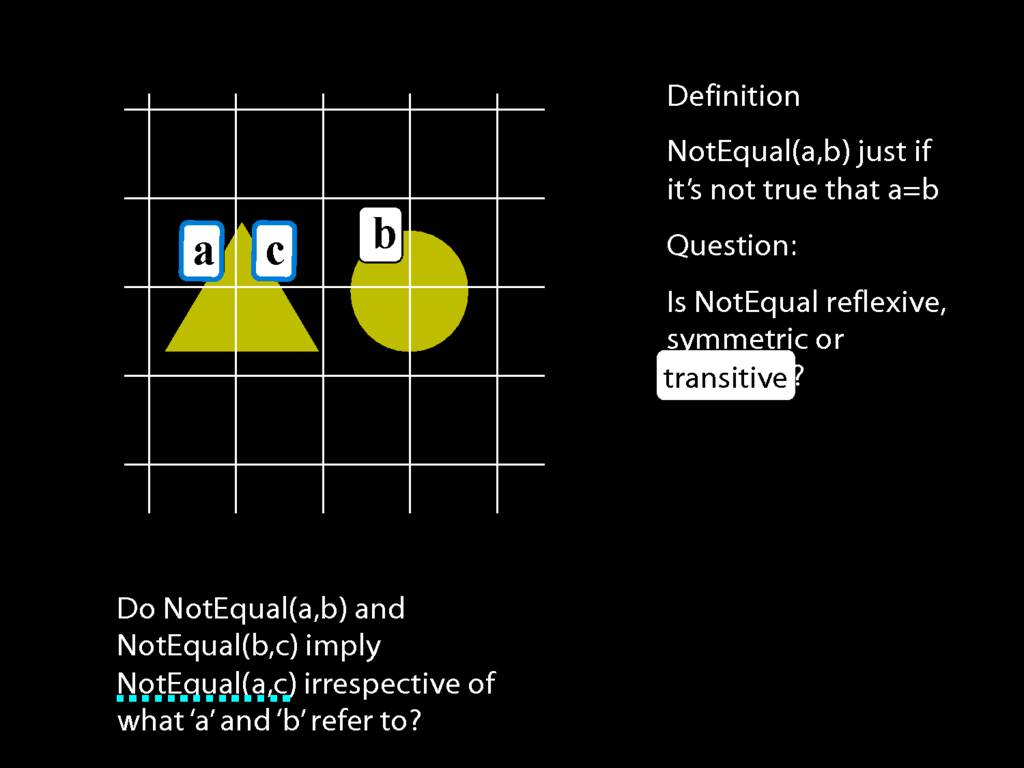 Definition
NotEqual(a,b) just if
it’s not true that a=b
Question:
Is NotEqual reflexive,
symmetric or
transitive?
a c b
Do NotEqual(a,b) and
NotEqual(b,c) imply
NotEqual(a,c) irrespective of
what ‘a’ and ‘b’ refer to?